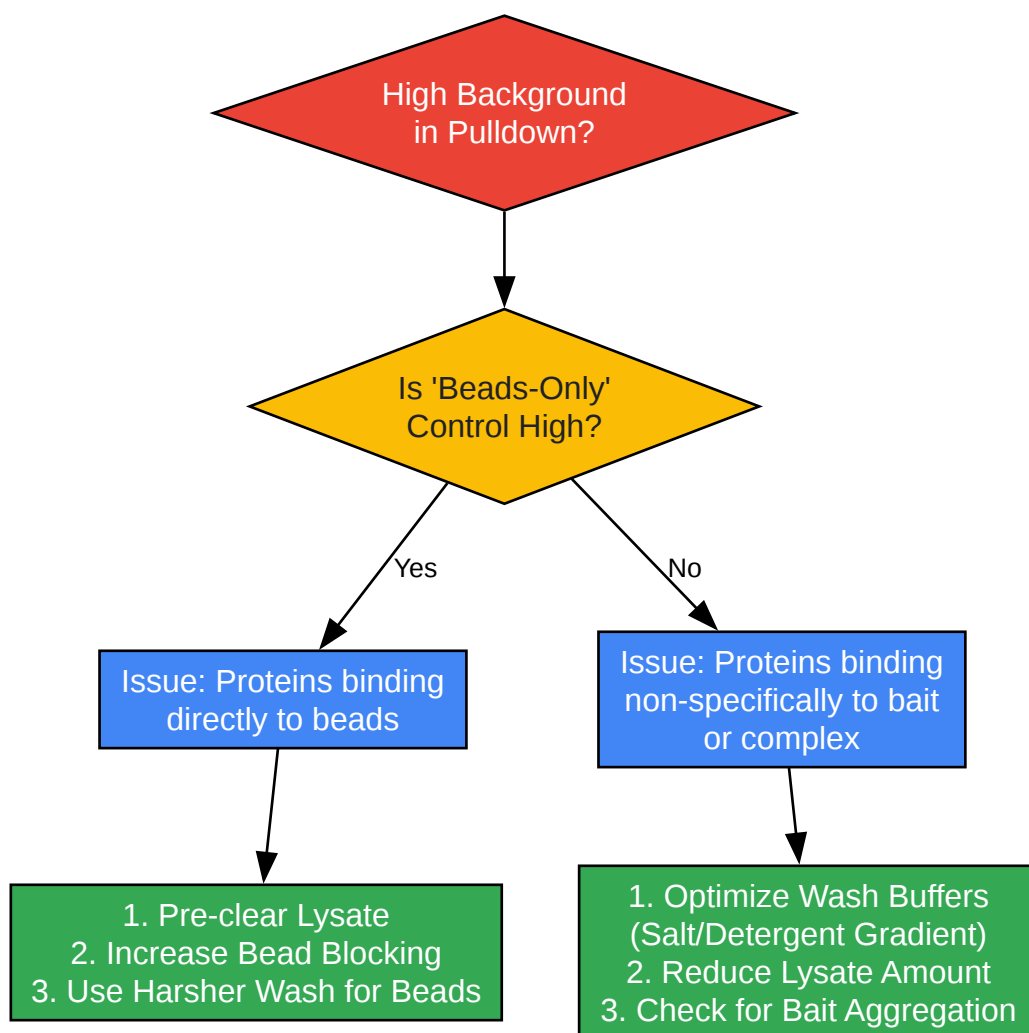 High Background
in Pulldown?
Is 'Beads-Only'
Control High?
Yes
No
Issue: Proteins binding
directly to beads
Issue: Proteins binding
non-specifically to bait
or complex
1. Pre-clear Lysate
2. Increase Bead Blocking
3. Use Harsher Wash for Beads
1. Optimize Wash Buffers
(Salt/Detergent Gradient)
2. Reduce Lysate Amount
3. Check for Bait Aggregation